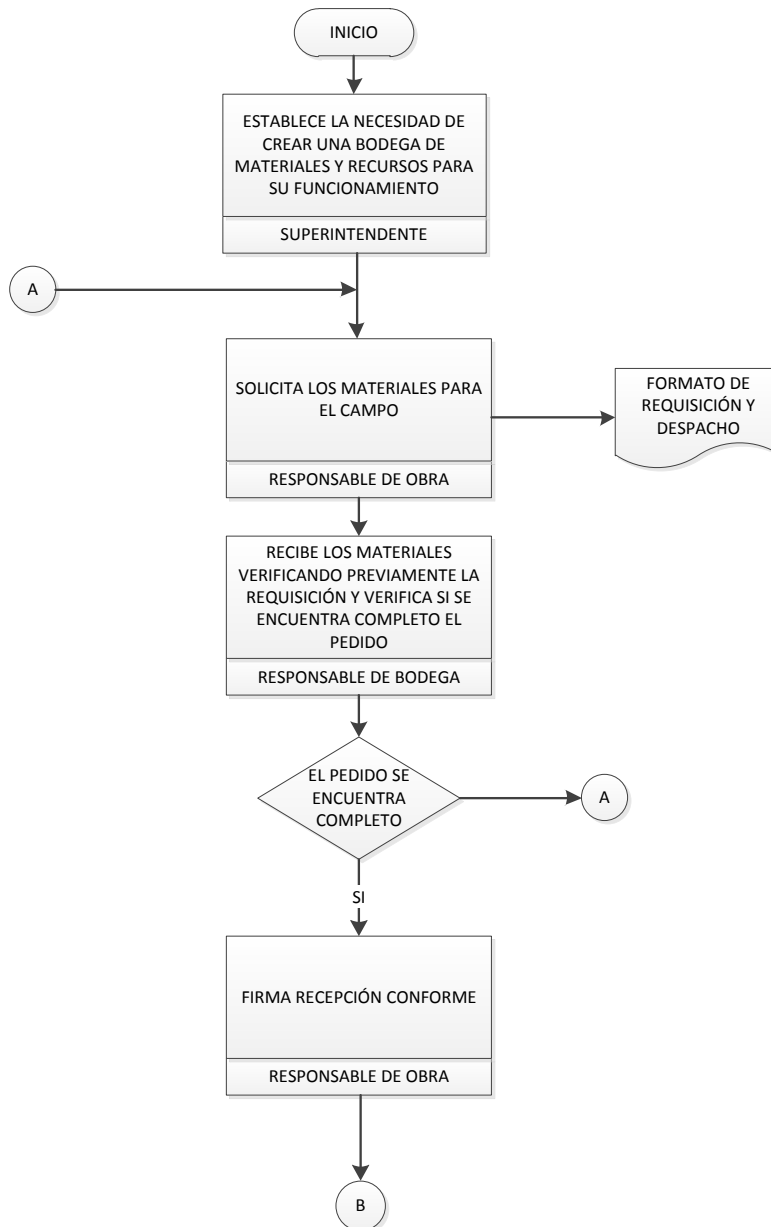 INICIO
ESTABLECE LA NECESIDAD DE
CREAR UNA BODEGA DE
MATERIALES Y RECURSOS PARA
SU FUNCIONAMIENTO
SUPERINTENDENTE
A
SOLICITA LOS MATERIALES PARA
EL CAMPO
RESPONSABLE DE OBRA
FORMATO DE
REQUISICIÓN Y
DESPACHO
RECIBE LOS MATERIALES
VERIFICANDO PREVIAMENTE LA
REQUISICIÓN Y VERIFICA SI SE
ENCUENTRA COMPLETO EL
PEDIDO
RESPONSABLE DE BODEGA
EL PEDIDO SE
ENCUENTRA
COMPLETO
A
SI
FIRMA RECEPCIÓN CONFORME
RESPONSABLE DE OBRA
B